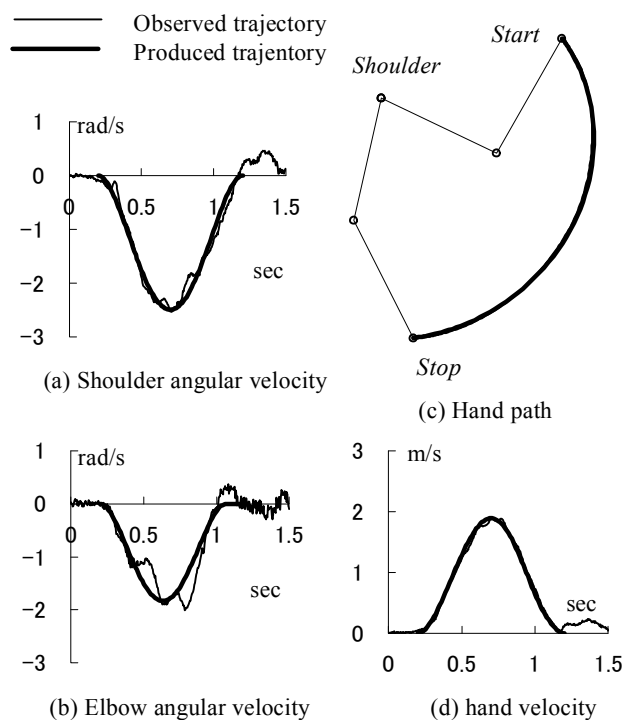 Observed trajectory
Produced trajentory
1
rad/s
0
0
0.5
1
1.5
-1
-2
-3
sec
(a) Shoulder angular velocity
Start
Shoulder
Stop
(c) Hand path
1
rad/s
0
0
0.5
1
1.5
-1
-2
-3
sec
(b) Elbow angular velocity
3
m/s
2
1
0
sec
0
0.5
1
1.5
(d) hand velocity